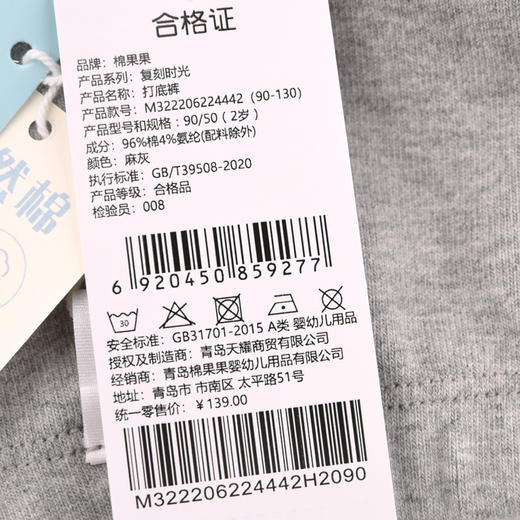 合格证
品牌：棉果果
产品系列：复刻时光
产品名称：打底裤
产品款号：M322206224442（90-130）
产品型号和规格：90/50（2岁）
成分：96%棉4%氨纶(配料除外)
颜色：麻灰
执行标准：GB/T39508-2020
产品等级：合格品
检验员：008
6 920450 859277
30
安全标准：GB31701-2015 A类 婴幼儿用品
授权及制造商：青岛天耀商贸有限公司
经销商：青岛棉果果婴幼儿用品有限公司
地址：青岛市 市南区 太平路51号
统一零售价：￥139.00
M322206224442H2090
然棉